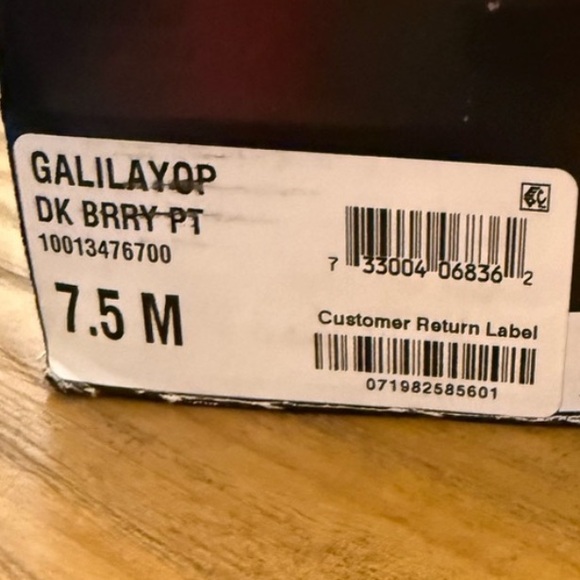 GALILAYOP
DK BRRY PT
10013476700
7.5 M
7 33004 06836 2
Customer Return Label
071982585601